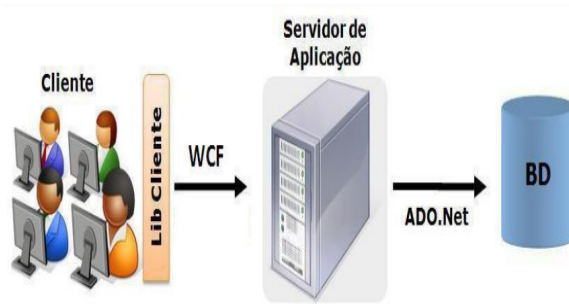 Servidor de
Aplicação
Cliente
Lib Cliente
WCF
ADO.Net
BD